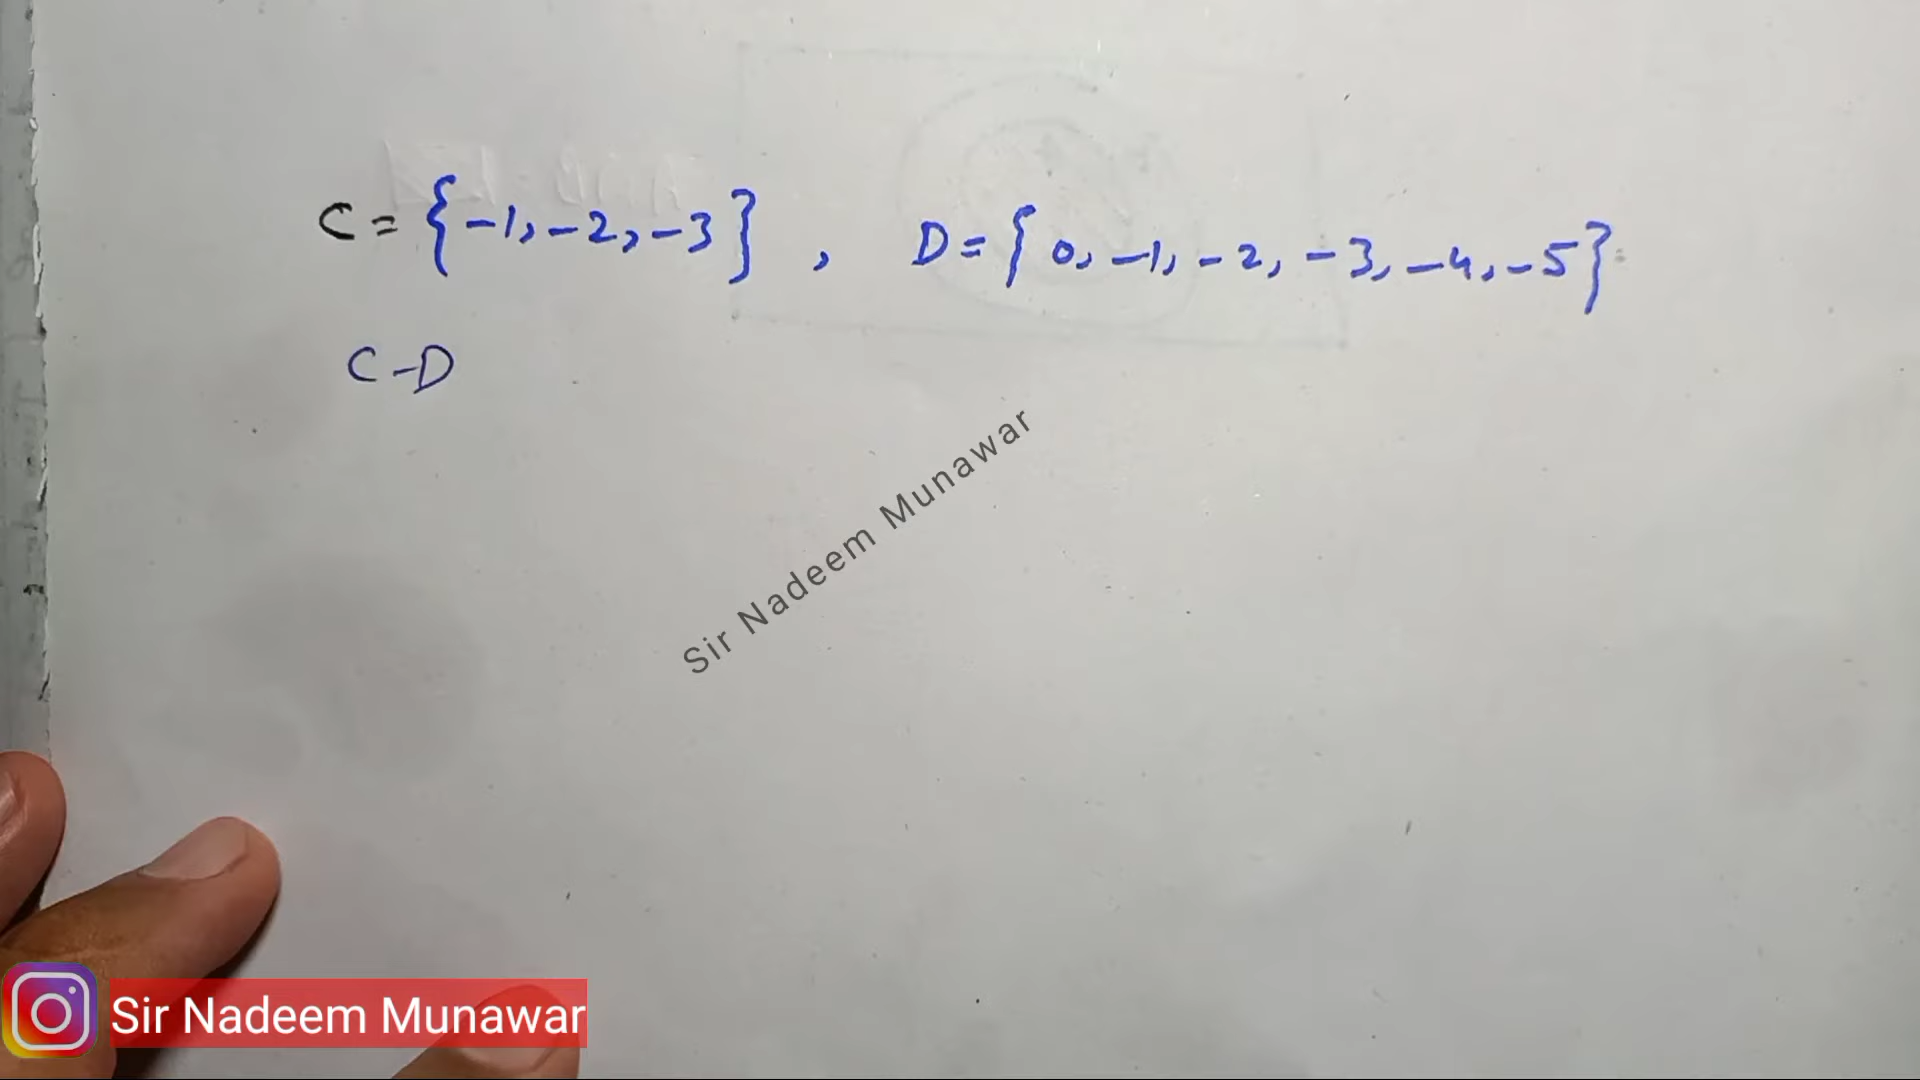 C = {-1, -2, -3} , D = { 0, -1, -2, -3, -4, -5}
C-D
Sir Nadeem Munawar
Sir Nadeem Munawar